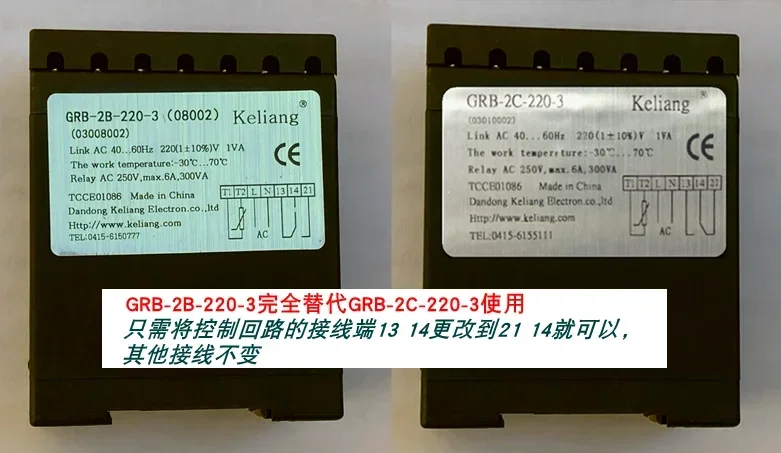 GRB-2B-220-3 (08002) Keliang ®
(03008002)
Link AC 40...60Hz 220(1±10%)V 1VA
The work temperature:-30℃...70℃
Relay AC 250V,max.6A,300VA
CE
TCCE01086 Made in China
T1 T2 L N 13 14 21
Dandong Keliang Electron.co.,ltd
Http://www.keliang.com
AC
TEL:0415-6150777
GRB-2C-220-3 Keliang ®
(03010002)
Link AC 40...60Hz 220(1±10%)V 1VA
The work temperature:-30℃...70℃
Relay AC 250V,max.6A,300VA
CE
TCCE01086 Made in China
T1 T2 L N 13 14 22
Dandong Keliang Electron.co.,ltd
Http://www.keliang.com
AC
TEL:0415-6155111
GRB-2B-220-3完全替代GRB-2C-220-3使用
只需将控制回路的接线端13 14更改到21 14就可以，
其他接线不变